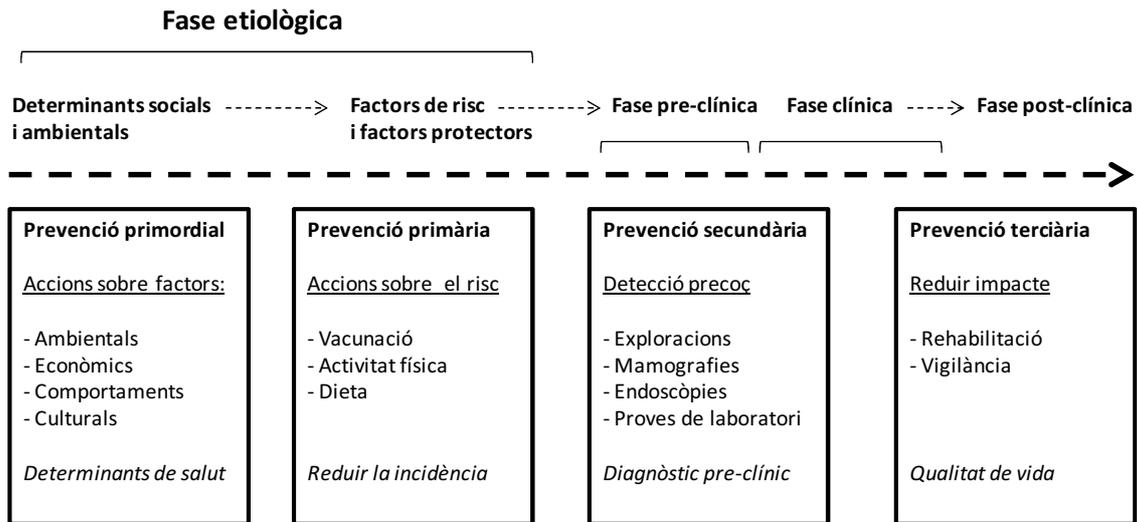 Fase etiològica
Determinants socials
i ambientals
Factors de risc
i factors protectors
Fase pre-clínica
Fase clínica
Fase post-clínica
Prevenció primordial
Accions sobre factors:
- Ambientals
- Econòmics
- Comportaments
- Culturals
Determinants de salut
Prevenció primària
Accions sobre el risc
- Vacunació
- Activitat física
- Dieta
Reduir la incidència
Prevenció secundària
Detecció precoç
- Exploracions
- Mamografies
- Endoscòpies
- Proves de laboratori
Diagnòstic pre-clínic
Prevenció terciària
Reduir impacte
- Rehabilitació
- Vigilància
Qualitat de vida